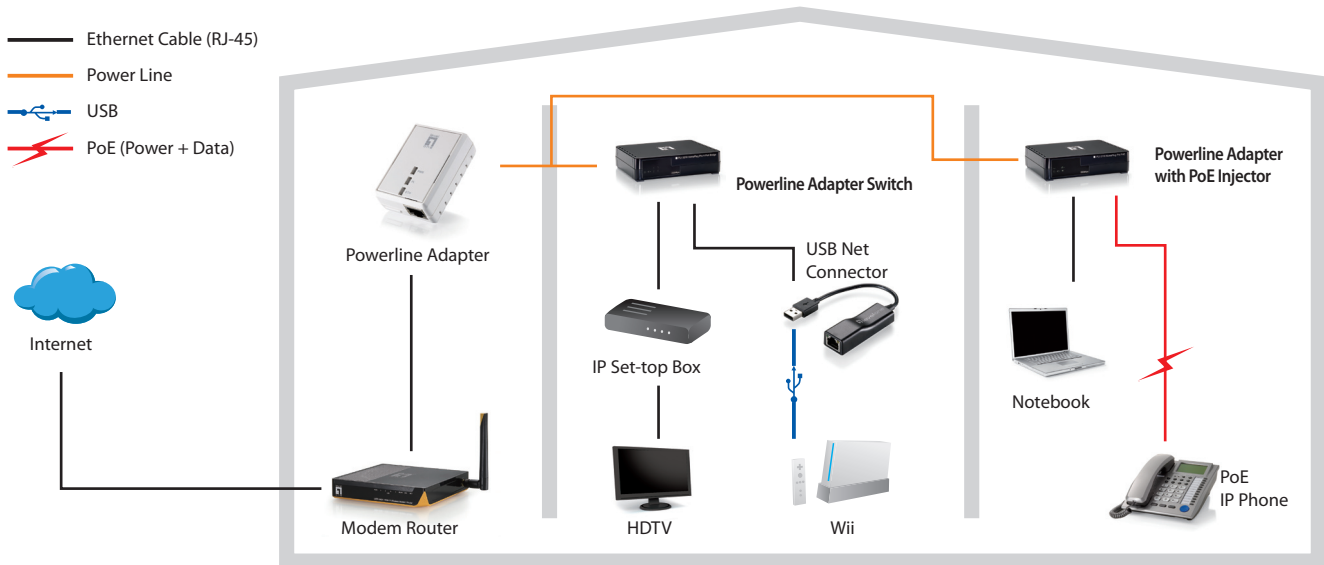 Ethernet Cable (RJ-45)
Power Line
USB
PoE (Power + Data)
Internet
Powerline Adapter
Modem Router
Powerline Adapter Switch
USB Net
Connector
IP Set-top Box
HDTV
Wii
Powerline Adapter
with PoE Injector
Notebook
PoE
IP Phone